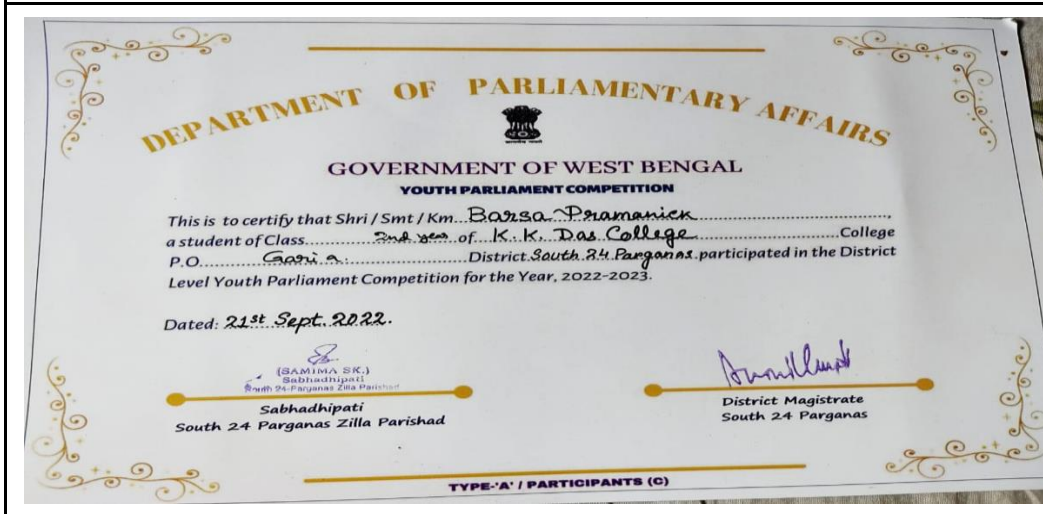 DEPARTMENT OF PARLIAMENTARY AFFAIRS
GOVERNMENT OF WEST BENGAL
YOUTH PARLIAMENT COMPETITION
This is to certify that Shri / Smt / Km...Barsa Pramanick...,
a student of Class...2nd year of K. K. Das College...College
P.O...Garia...District South 24 Parganas participated in the District
Level Youth Parliament Competition for the Year, 2022-2023.
Dated: 21st Sept. 2022.
(SAMIMA SK.)
Sabhadhipati
South 24-Parganas Zilla Parishad
Sabhadhipati
South 24 Parganas Zilla Parishad
District Magistrate
South 24 Parganas
TYPE-'A' / PARTICIPANTS (C)